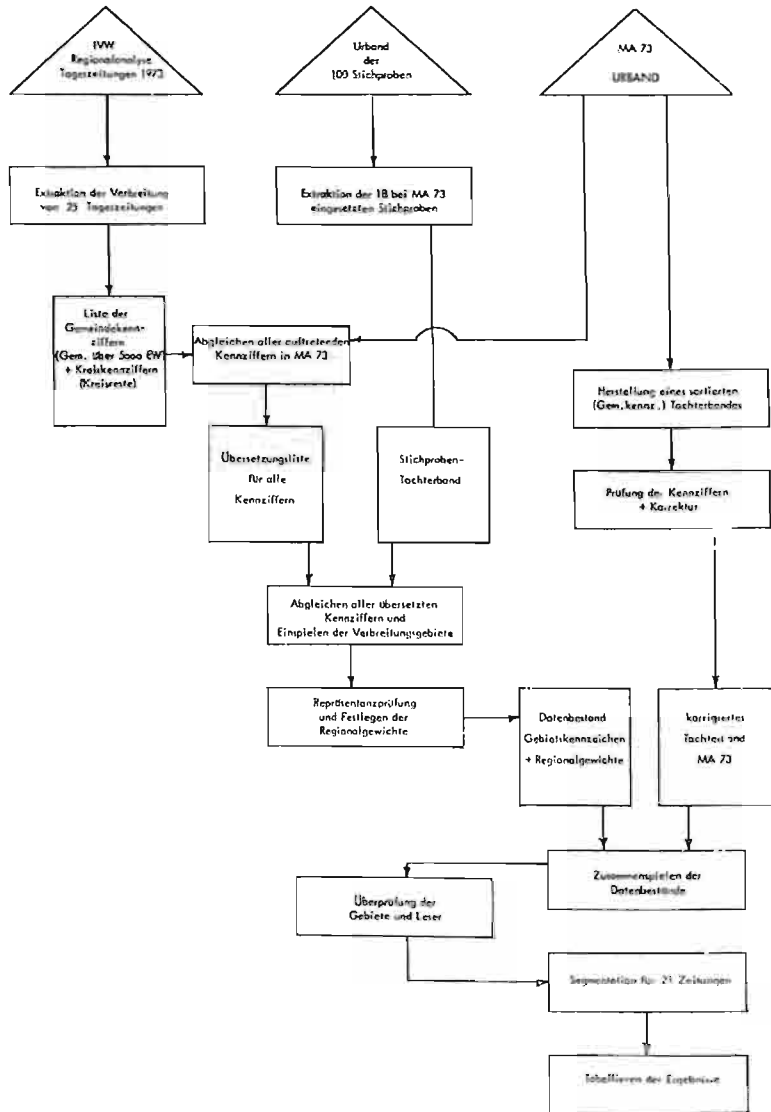 IVW
Regionalanalyse
Tageszeitungen 1973
Urband
der
100 Stichproben
MA 73
URBAND
Extraktion der Verbreitung
von 25 Tageszeitungen
Extraktion der 18 bei MA 73
eingesetzten Stichproben
Liste der
Gemeindekenn-
ziffern
(Gem. über 5000 EW)
+ Kreiskennziffern
(Kreisreste)
Abgleichen aller auftretenden
Kennziffern in MA 73
Herstellung eines sortierten
(Gem.kennz.) Tochterbandes
Übersetzungsliste
für alle
Kennziffern
Stichproben-
Tochterband
Prüfung der Kennziffern
+ Korrektur
Abgleichen aller übersetzten
Kennziffern und
Einspielen der Verbreitungsgebiete
Repräsentanzprüfung
und Festlegen der
Regionalgewichte
Datenbestand
Gebietskennzeichen
+ Regionalgewichte
korrigiertes
Tochterband
MA 73
Zusammenspielen der
Datenbestände
Überprüfung der
Gebiete und Leser
Segmentation für 21 Zeitungen
Tabellieren der Ergebnisse